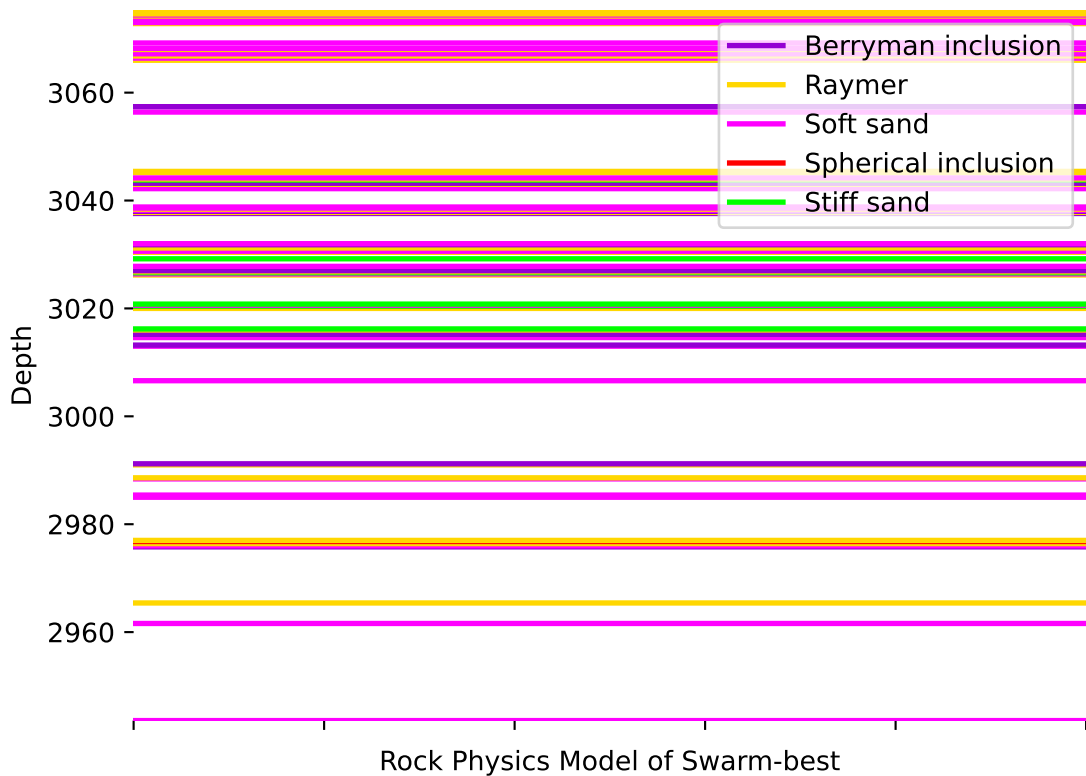 Berryman inclusion
Raymer
Soft sand
Spherical inclusion
Stiff sand
3060
3040
3020
3000
2980
2960
Depth
Rock Physics Model of Swarm-best